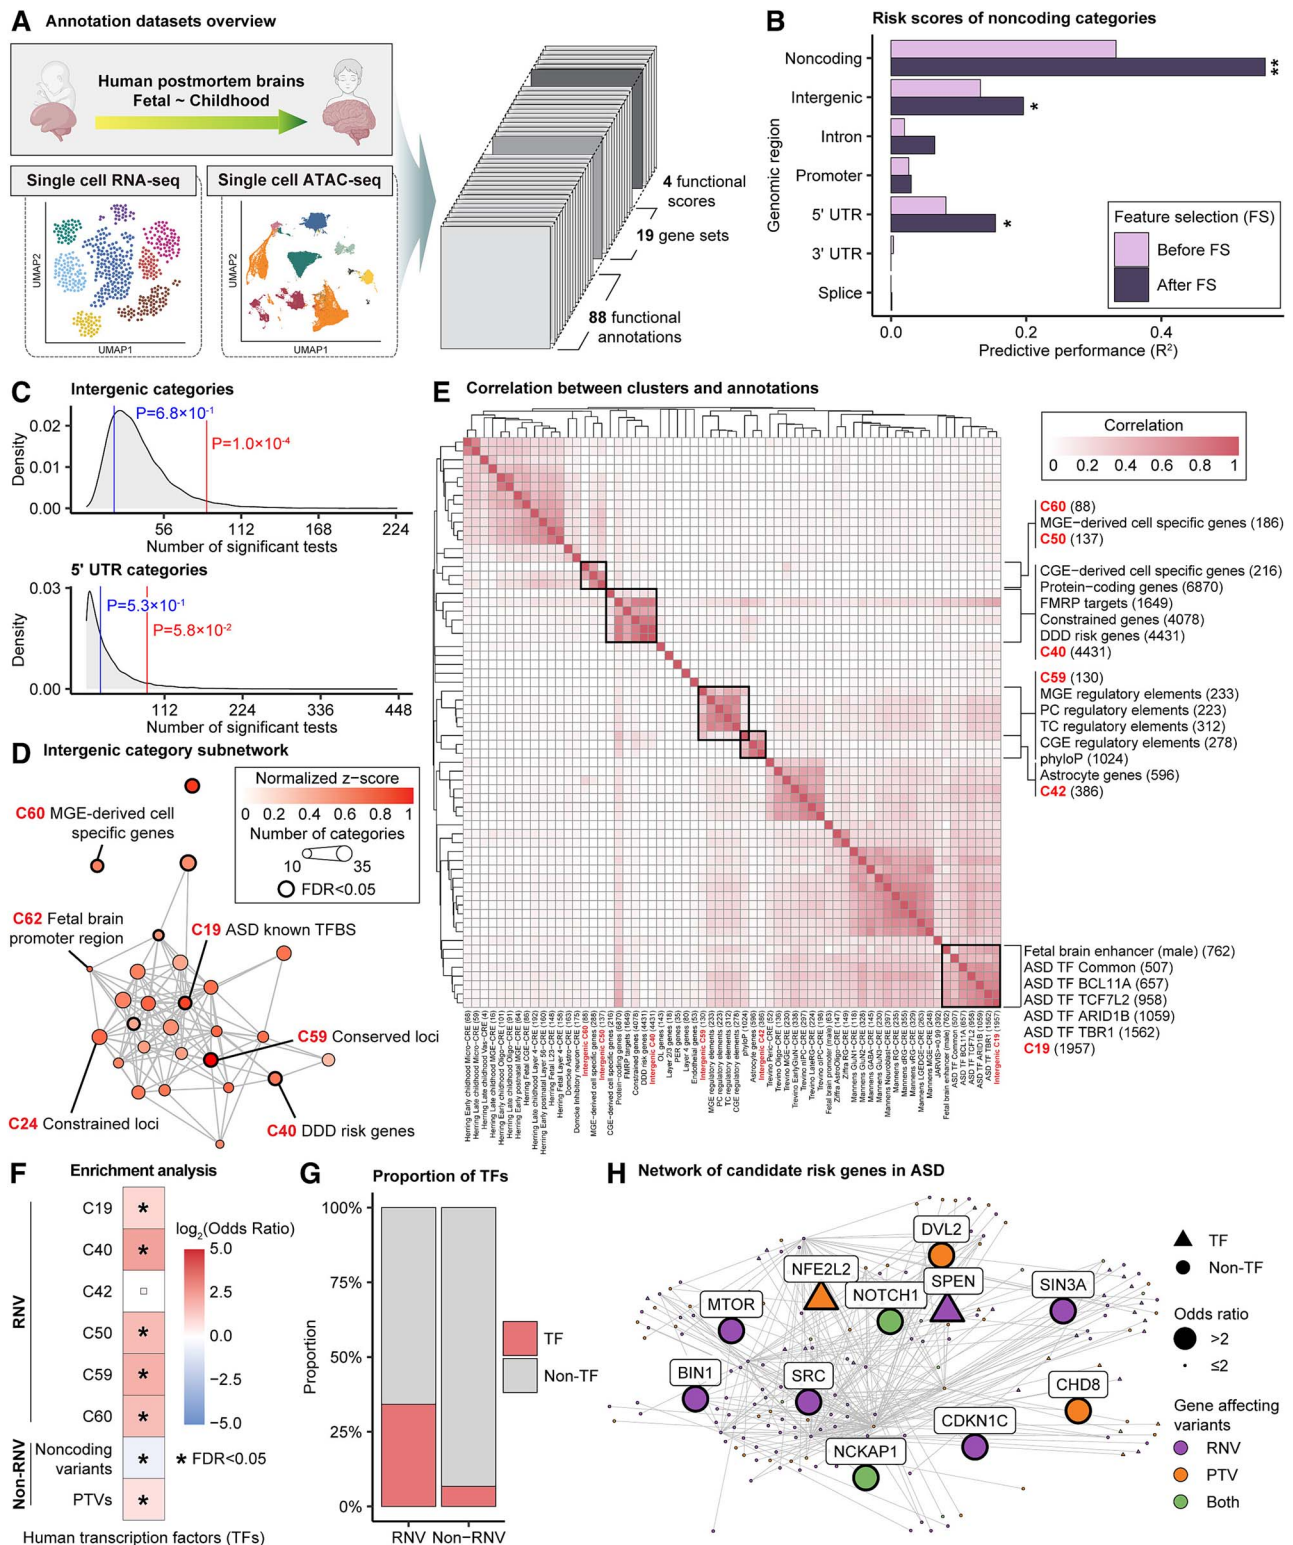 A Annotation datasets overview
Human postmortem brains
Fetal ~ Childhood
Single cell RNA-seq
Single cell ATAC-seq
UMAP2
UMAP1
UMAP2
UMAP1
4 functional
scores
19 gene sets
88 functional
annotations
B Risk scores of noncoding categories
Genomic region
Noncoding
Intergenic
Intron
Promoter
5' UTR
3' UTR
Splice
**
*
*
Feature selection (FS)
Before FS
After FS
0.0 0.2 0.4
Predictive performance (R²)
C Intergenic categories
Density
0.02
0.01
0.00
P=6.8×10⁻¹
P=1.0×10⁻⁴
56 112 168 224
Number of significant tests
5' UTR categories
Density
0.03
0.00
P=5.3×10⁻¹
P=5.8×10⁻²
112 224 336 448
Number of significant tests
D Intergenic category subnetwork
Normalized z-score
0 0.2 0.4 0.6 0.8 1
Number of categories
10 35
FDR<0.05
C60 MGE-derived cell
specific genes
C62 Fetal brain
promoter region
C19 ASD known TFBS
C59 Conserved loci
C24 Constrained loci
C40 DDD risk genes
E Correlation between clusters and annotations
Correlation
0 0.2 0.4 0.6 0.8 1
C60 (88)
MGE−derived cell specific genes (186)
C50 (137)
CGE−derived cell specific genes (216)
Protein−coding genes (6870)
FMRP targets (1649)
Constrained genes (4078)
DDD risk genes (4431)
C40 (4431)
C59 (130)
MGE regulatory elements (233)
PC regulatory elements (223)
TC regulatory elements (312)
CGE regulatory elements (278)
phyloP (1024)
Astrocyte genes (596)
C42 (386)
Fetal brain enhancer (male) (762)
ASD TF Common (507)
ASD TF BCL11A (657)
ASD TF TCF7L2 (958)
ASD TF ARID1B (1059)
ASD TF TBR1 (1562)
C19 (1957)
F Enrichment analysis
RNV
C19 *
C40 *
C42
C50 *
C59 *
C60 *
Non-RNV
Noncoding
variants *
PTVs *
log₂(Odds Ratio)
5.0
2.5
0.0
−2.5
−5.0
* FDR<0.05
Human transcription factors (TFs)
G Proportion of TFs
Proportion
100%
75%
50%
25%
0%
RNV Non−RNV
TF
Non-TF
H Network of candidate risk genes in ASD
DVL2
NFE2L2
SPEN
NOTCH1
SIN3A
MTOR
BIN1
SRC
CHD8
CDKN1C
NCKAP1
TF
Non-TF
Odds ratio
>2
≤2
Gene affecting
variants
RNV
PTV
Both